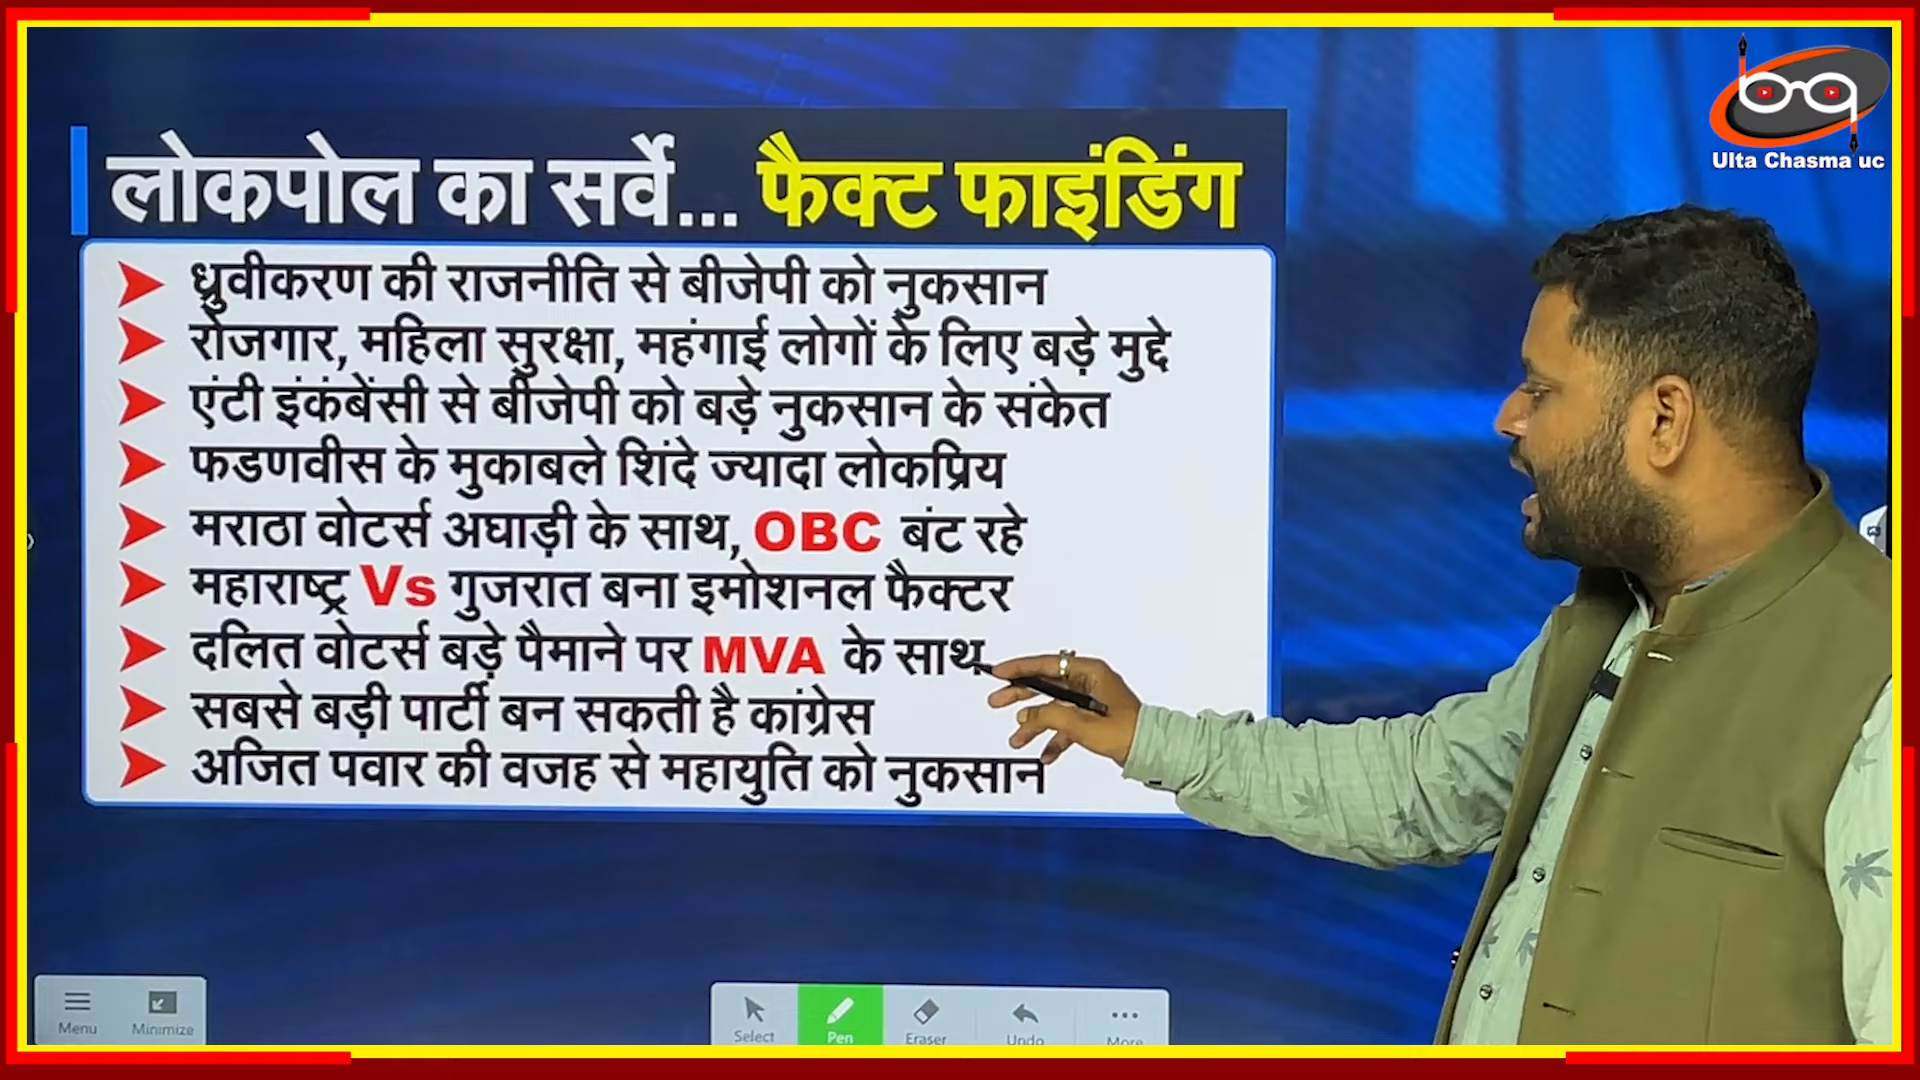 लोकपोल का सर्वे... फैक्ट फाइंडिंग
ध्रुवीकरण की राजनीति से बीजेपी को नुकसान
रोजगार, महिला सुरक्षा, महंगाई लोगों के लिए बड़े मुद्दे
एंटी इंकंबेंसी से बीजेपी को बड़े नुकसान के संकेत
फडणवीस के मुकाबले शिंदे ज्यादा लोकप्रिय
मराठा वोटर्स अघाड़ी के साथ, OBC बंट रहे
महाराष्ट्र Vs गुजरात बना इमोशनल फैक्टर
दलित वोटर्स बड़े पैमाने पर MVA के साथ
सबसे बड़ी पार्टी बन सकती है कांग्रेस
अजित पवार की वजह से महायुति को नुकसान
Ulta Chasma uc
Menu Minimize
Select Pen Eraser Undo More